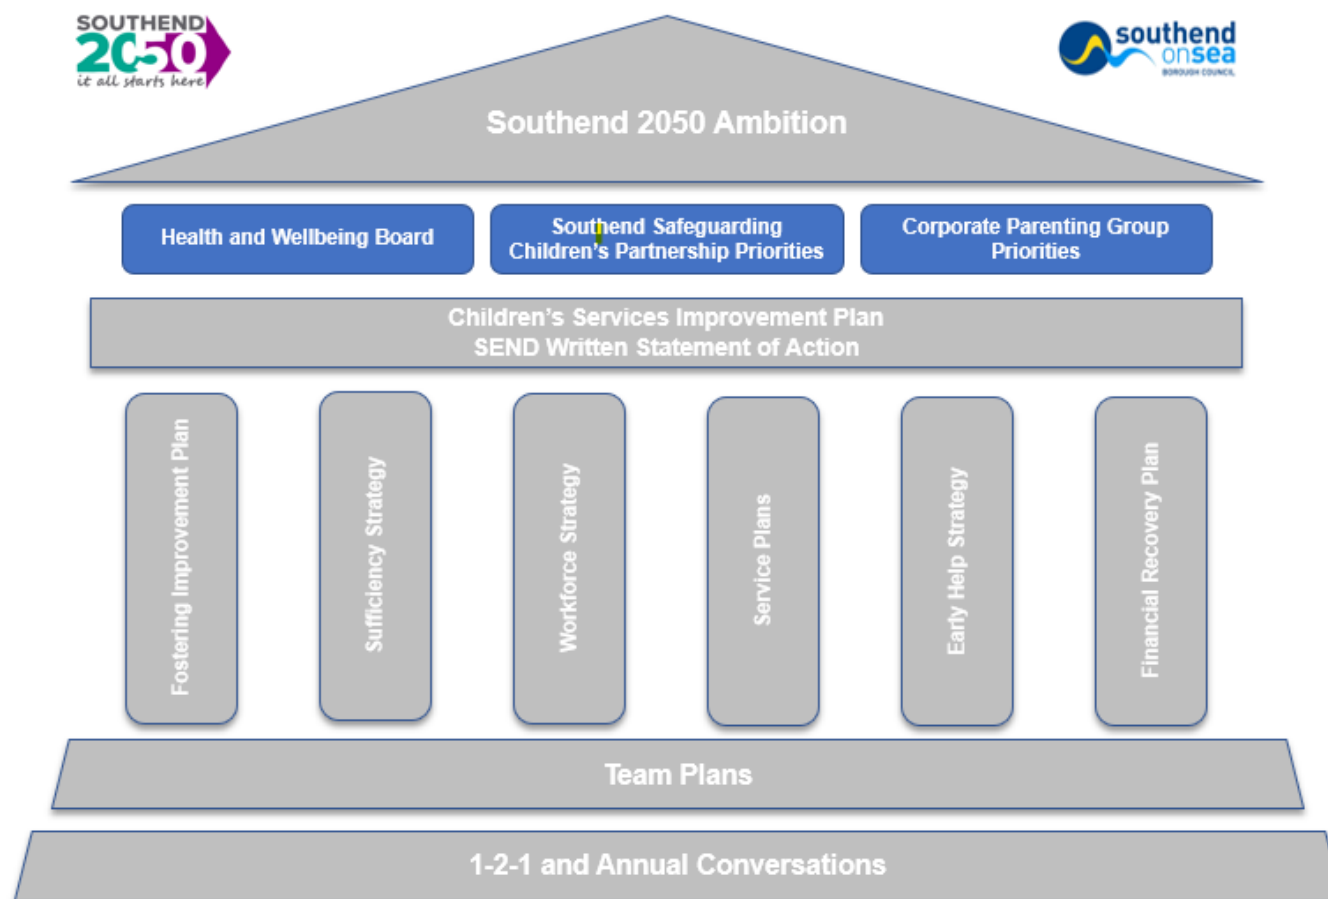 SOUTHEND
2050
it all starts here
southend
onsea
BOROUGH COUNCIL
Southend 2050 Ambition
Health and Wellbeing Board
Southend Safeguarding
Children's Partnership Priorities
Corporate Parenting Group
Priorities
Children's Services Improvement Plan
SEND Written Statement of Action
Fostering Improvement Plan
Sufficiency Strategy
Workforce Strategy
Service Plans
Early Help Strategy
Financial Recovery Plan
Team Plans
1-2-1 and Annual Conversations